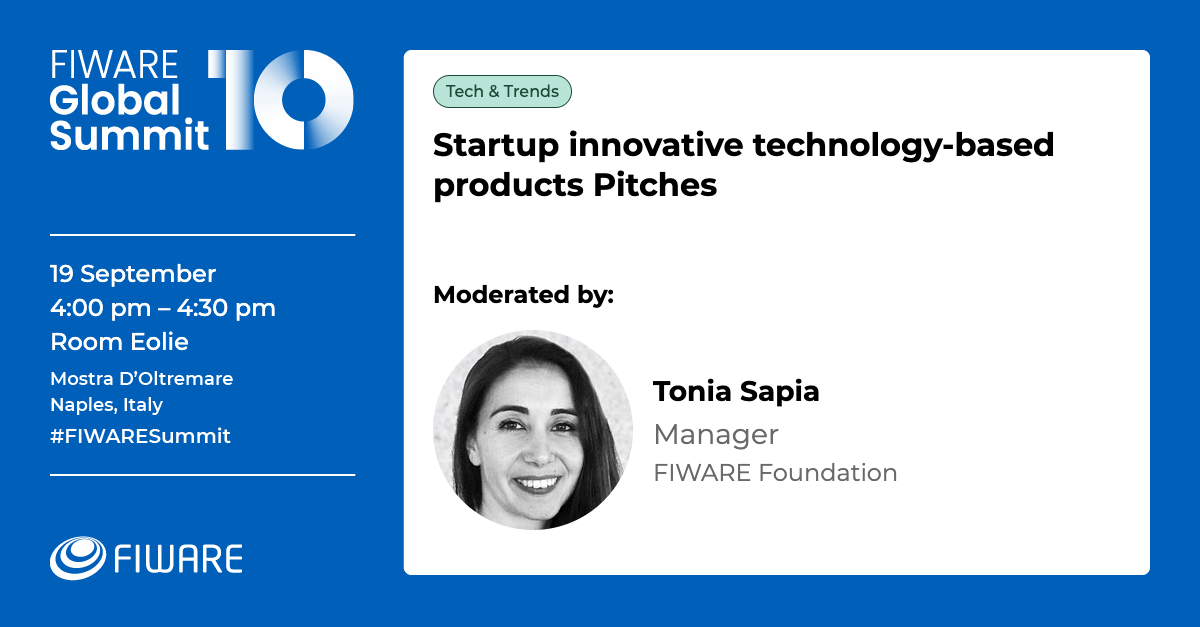 FIWARE
Global
Summit
10
19 September
4:00 pm – 4:30 pm
Room Eolie
Mostra D’Oltremare
Naples, Italy
#FIWARESummit
FIWARE
Tech & Trends
Startup innovative technology-based
products Pitches
Moderated by:
Tonia Sapia
Manager
FIWARE Foundation